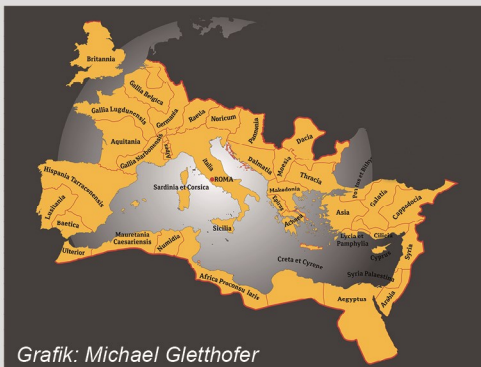 Britannia
Gallia Belgica
Germania
Gallia Lugdunensis
Raetia
Noricum
Pannonia
Dacia
Aquitania
Gallia Narbonensis
Alpes
Italia
Dalmatia
Moesia
Thracia
Hispania Tarraconensis
Lusitania
Baetica
ROMA
Sardinia et Corsica
Makedonia
Epirus
Achaea
Asia
Galatia
Cappadocia
Sicilia
Lycia et
Pamphylia
Cilicia
Cyprus
Syria
Ulterior
Mauretania
Caesariensis
Numidia
Creta et Cyrene
Syria Palaestin
Africa Proconsularis
Aegyptus
Arabia
Grafik: Michael Gletthofer